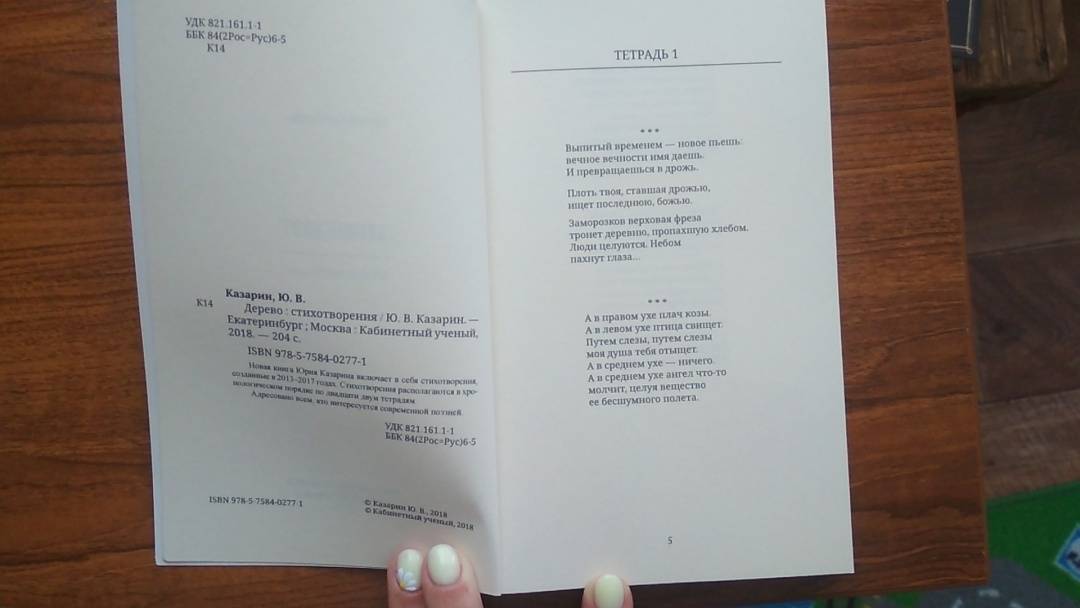 УДК 821.161.1-1
ББК 84(2Рос=Рус)6-5
К14
Казарин, Ю. В.
К14
Дерево : стихотворения / Ю. В. Казарин. —
Екатеринбург ; Москва : Кабинетный ученый,
2018. — 204 с.
ISBN 978-5-7584-0277-1
Новая книга Юрия Казарина включает в себя стихотворения,
созданные в 2013–2017 годах. Стихотворения располагаются в хро-
нологическом порядке по двадцати двум тетрадям.
Адресовано всем, кто интересуется современной поэзией.
УДК 821.161.1-1
ББК 84(2Рос=Рус)6-5
ISBN 978-5-7584-0277-1
© Казарин Ю. В., 2018
© Кабинетный ученый, 2018
ТЕТРАДЬ 1
* * *
Выпитый временем — новое пьешь:
вечное вечности имя даешь.
И превращаешься в дрожь.
Плоть твоя, ставшая дрожью,
ищет последнюю, божью.
Заморозков верховая фреза
тронет деревню, пропахшую хлебом.
Люди целуются. Небом
пахнут глаза...
* * *
А в правом ухе плач козы.
А в левом ухе птица свищет.
Путем слезы, путем слезы
моя душа тебя отыщет.
А в среднем ухе — ничего.
А в среднем ухе ангел что-то
молчит, целуя вещество
ее бесшумного полета.
5